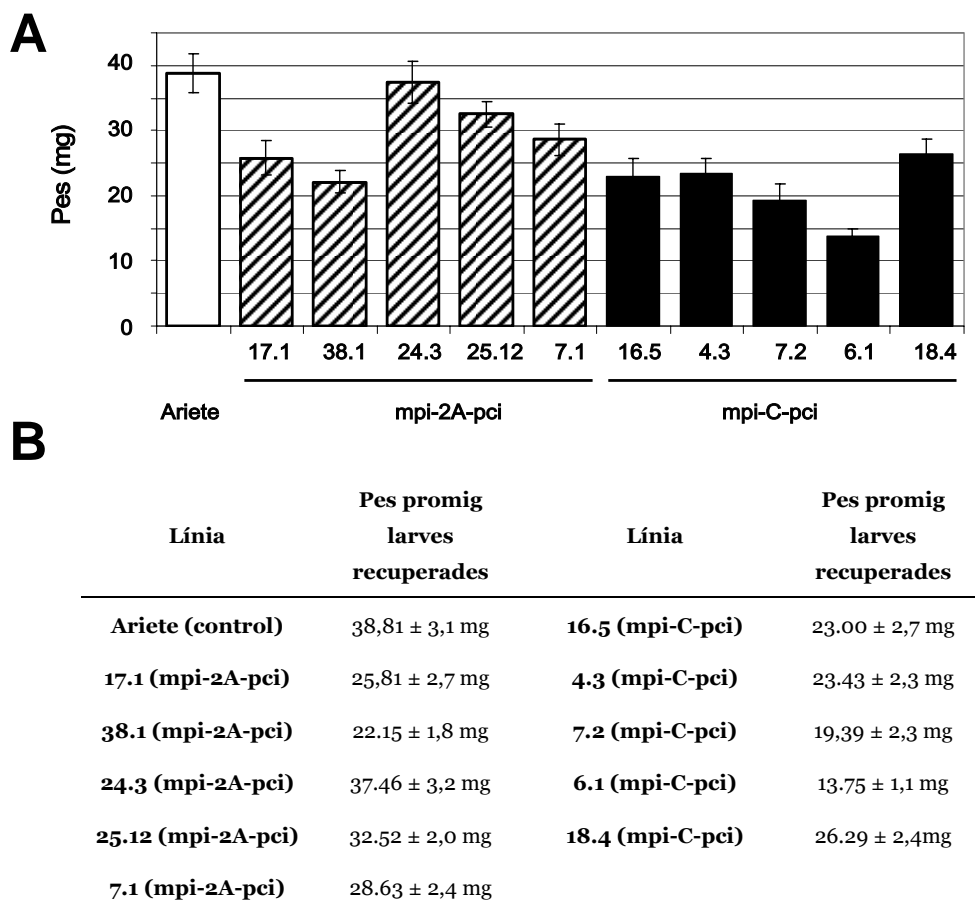 A
Pes (mg)
40
30
20
10
0
17.1 38.1 24.3 25.12 7.1 16.5 4.3 7.2 6.1 18.4
Ariete mpi-2A-pci mpi-C-pci
B
Línia Pes promig larves recuperades Línia Pes promig larves recuperades
Ariete (control) 38,81 ± 3,1 mg 16.5 (mpi-C-pci) 23.00 ± 2,7 mg
17.1 (mpi-2A-pci) 25,81 ± 2,7 mg 4.3 (mpi-C-pci) 23.43 ± 2,3 mg
38.1 (mpi-2A-pci) 22.15 ± 1,8 mg 7.2 (mpi-C-pci) 19,39 ± 2,3 mg
24.3 (mpi-2A-pci) 37.46 ± 3,2 mg 6.1 (mpi-C-pci) 13.75 ± 1,1 mg
25.12 (mpi-2A-pci) 32.52 ± 2,0 mg 18.4 (mpi-C-pci) 26.29 ± 2,4mg
7.1 (mpi-2A-pci) 28.63 ± 2,4 mg